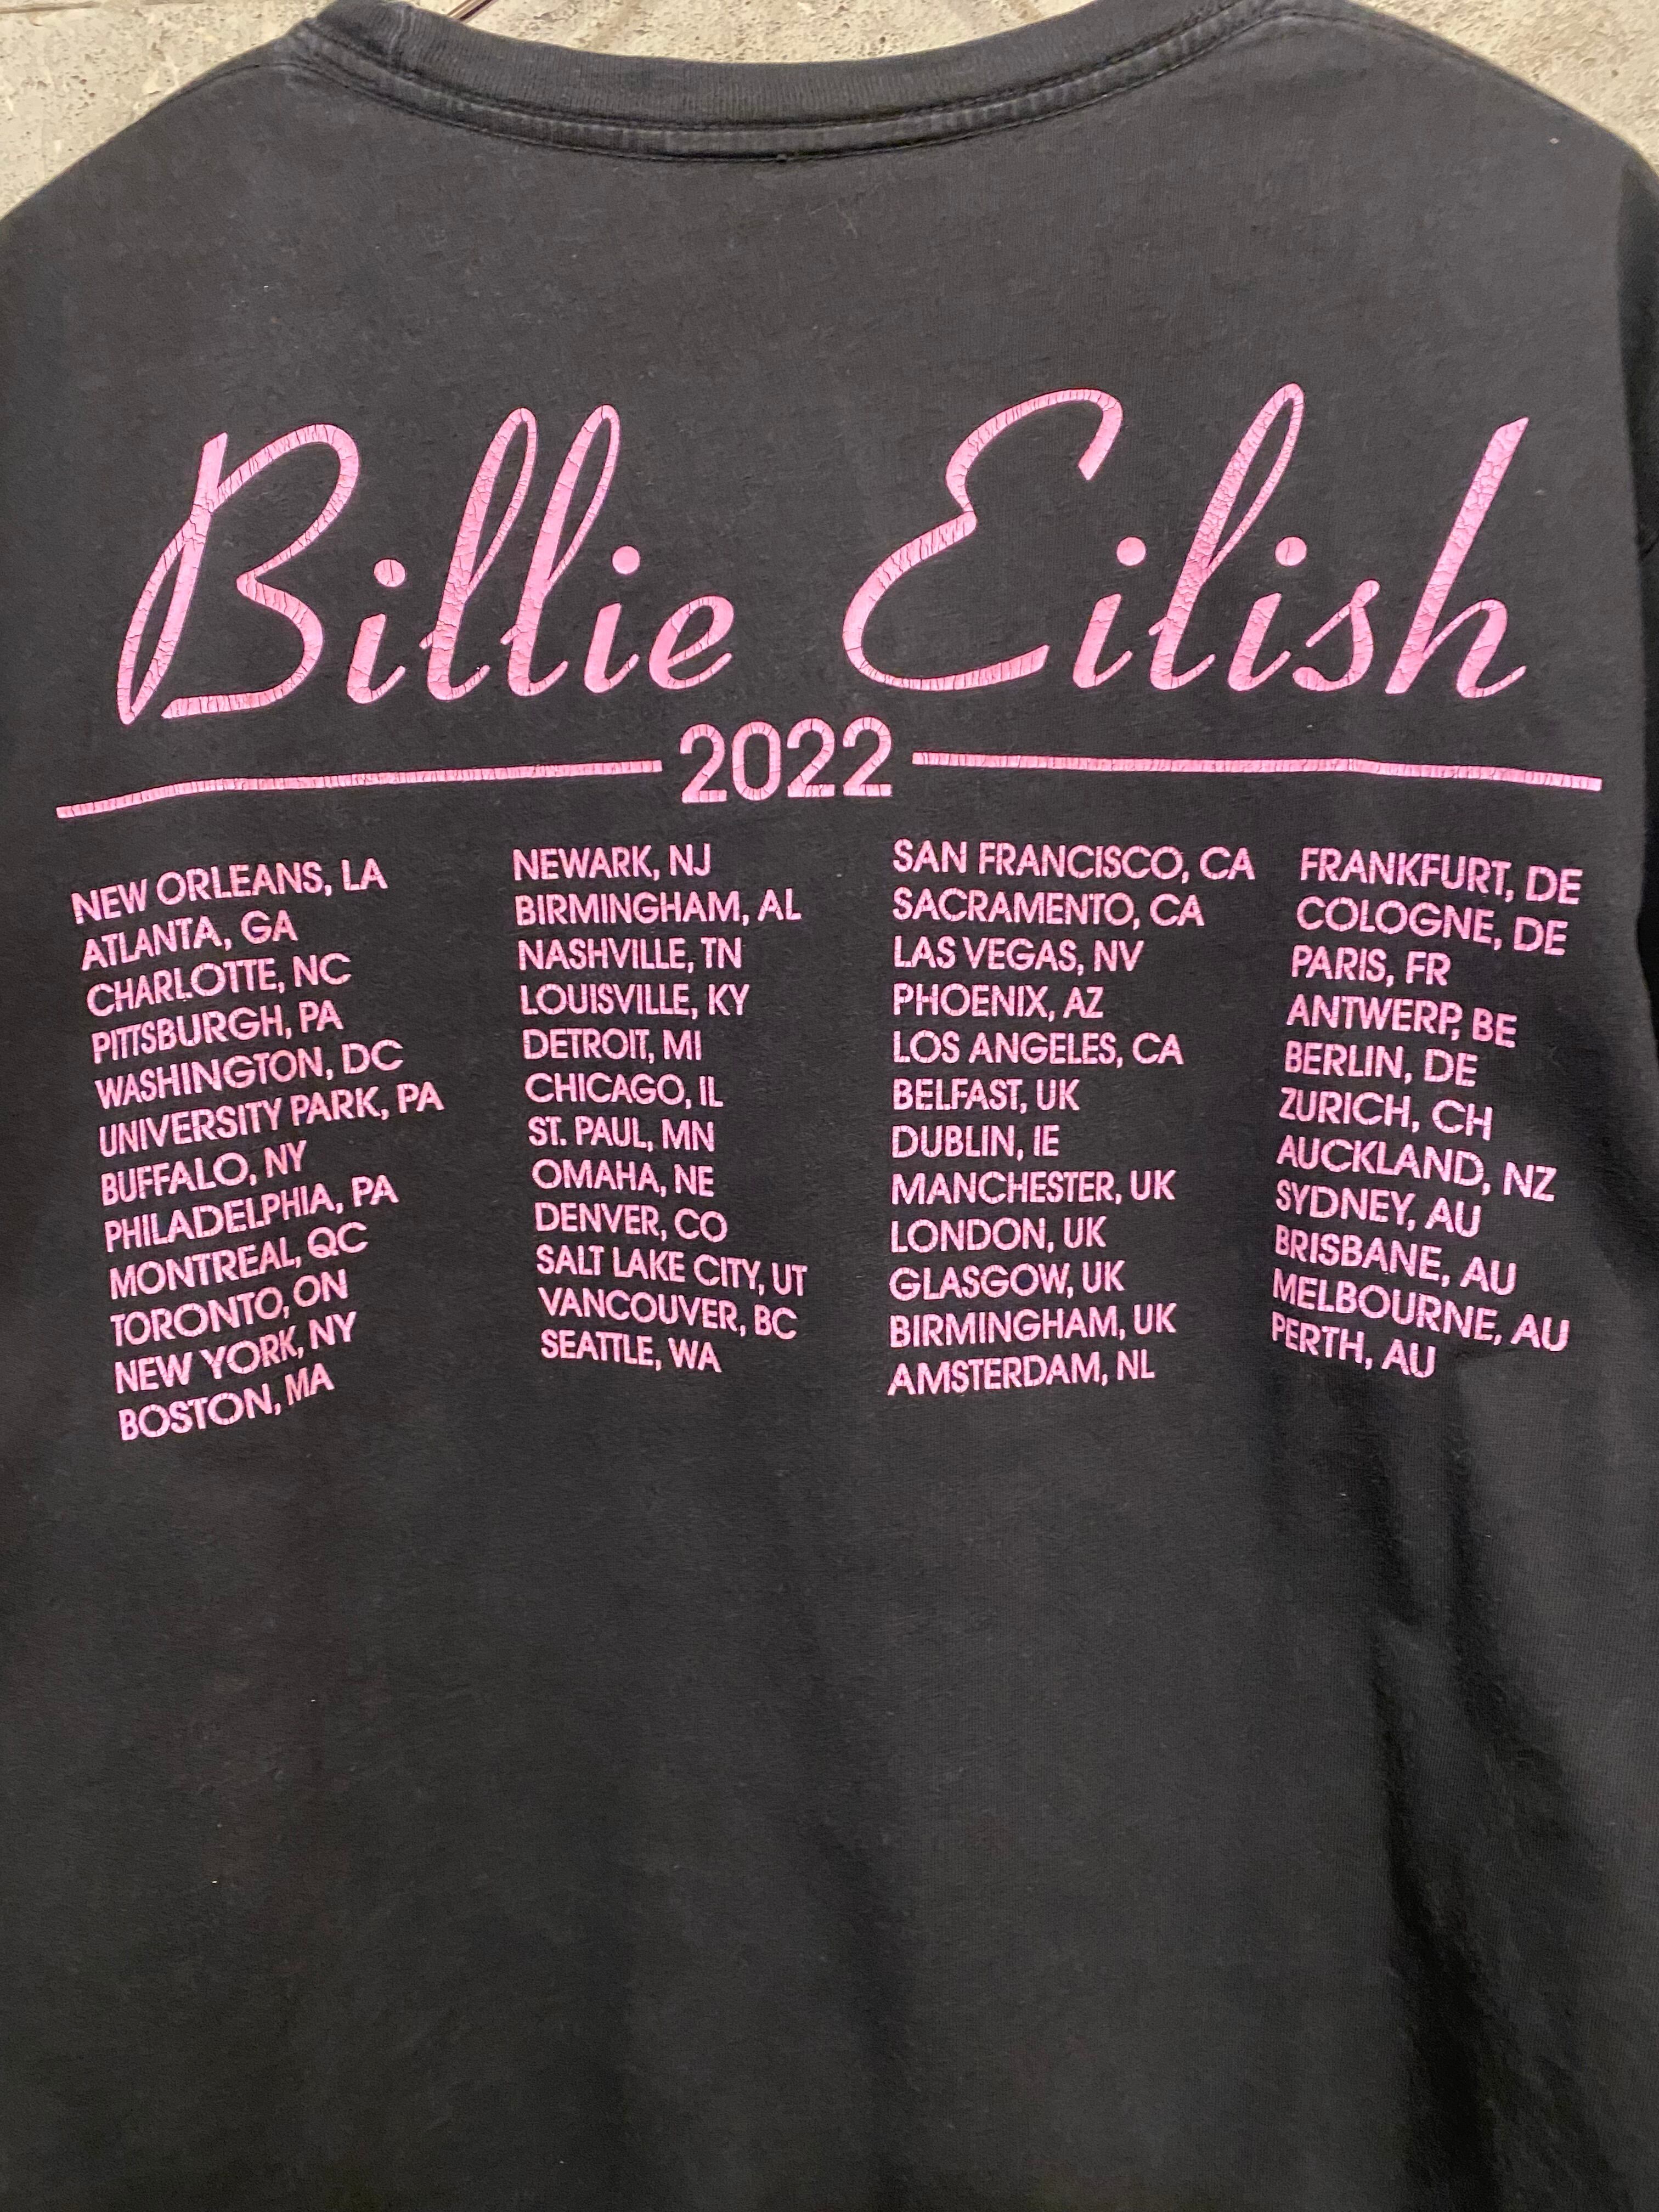 Billie Eilish
2022
NEW ORLEANS, LA
ATLANTA, GA
CHARLOTTE, NC
PITTSBURGH, PA
WASHINGTON, DC
UNIVERSITY PARK, PA
BUFFALO, NY
PHILADELPHIA, PA
MONTREAL, QC
TORONTO, ON
NEW YORK, NY
BOSTON, MA
NEWARK, NJ
BIRMINGHAM, AL
NASHVILLE, TN
LOUISVILLE, KY
DETROIT, MI
CHICAGO, IL
ST. PAUL, MN
OMAHA, NE
DENVER, CO
SALT LAKE CITY, UT
VANCOUVER, BC
SEATTLE, WA
SAN FRANCISCO, CA
SACRAMENTO, CA
LAS VEGAS, NV
PHOENIX, AZ
LOS ANGELES, CA
BELFAST, UK
DUBLIN, IE
MANCHESTER, UK
LONDON, UK
GLASGOW, UK
BIRMINGHAM, UK
AMSTERDAM, NL
FRANKFURT, DE
COLOGNE, DE
PARIS, FR
ANTWERP, BE
BERLIN, DE
ZURICH, CH
AUCKLAND, NZ
SYDNEY, AU
BRISBANE, AU
MELBOURNE, AU
PERTH, AU